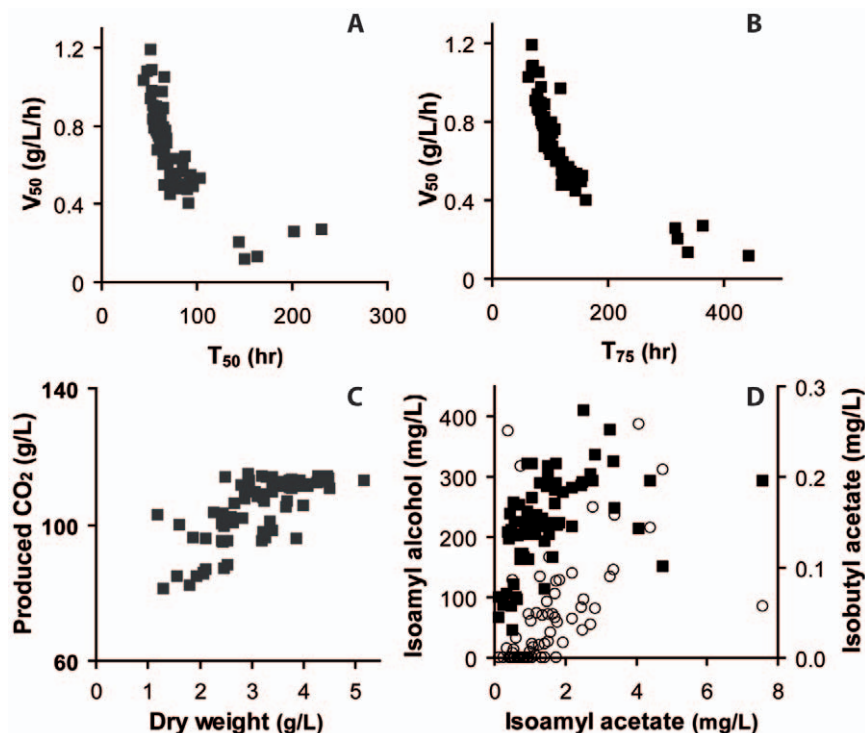 A
V50 (g/L/h)
1.2
0.8
0.4
0
0 100 200 300
T50 (hr)
B
V50 (g/L/h)
1.2
0.8
0.4
0
0 200 400
T75 (hr)
C
Produced CO2 (g/L)
140
100
60
0 1 2 3 4 5
Dry weight (g/L)
D
Isoamyl alcohol (mg/L)
400
300
200
100
0
0 2 4 6 8
Isoamyl acetate (mg/L)
0.3
0.2
0.1
0.0
Isobutyl acetate (mg/L)